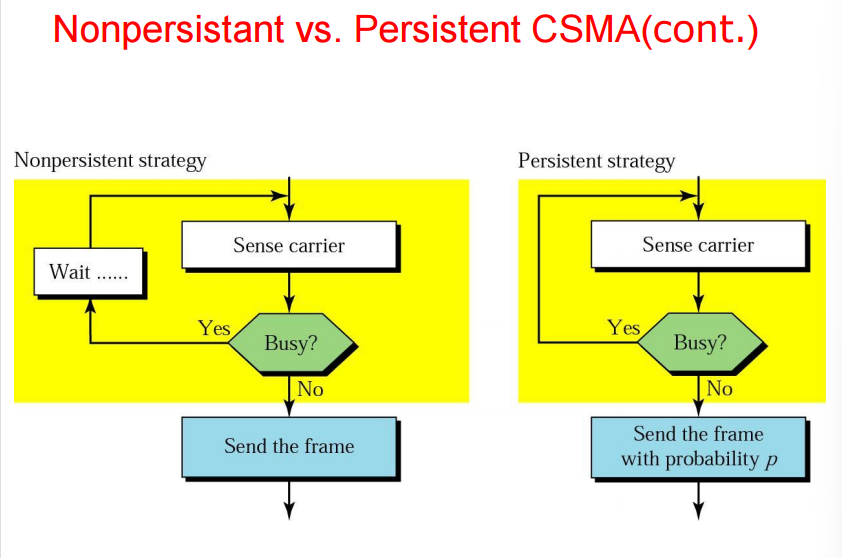 Nonpersistant vs. Persistent CSMA(cont.)
Nonpersistent strategy
Sense carrier
Wait ......
Yes
Busy?
No
Send the frame
Persistent strategy
Sense carrier
Yes
Busy?
No
Send the frame
with probability p